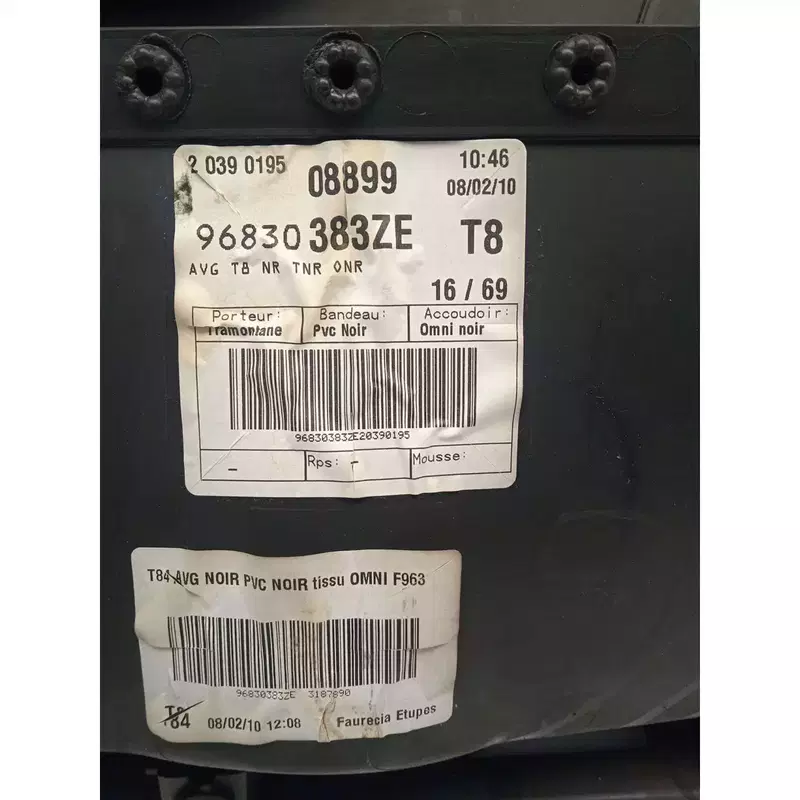 2 039 0195 08899 10:46
08/02/10
96830 383ZE T8
AVG T8 NR TNR ONR
16 / 69
Porteur: Bandeau: Accoudoir:
Tramontane Pvc Noir Omni noir
96830383ZE20390195
- Rps: - Mousse:
T84 AVG NOIR PVC NOIR tissu OMNI F963
96830383ZE 3187890
T8
84 08/02/10 12:08 Faurecia Etupes